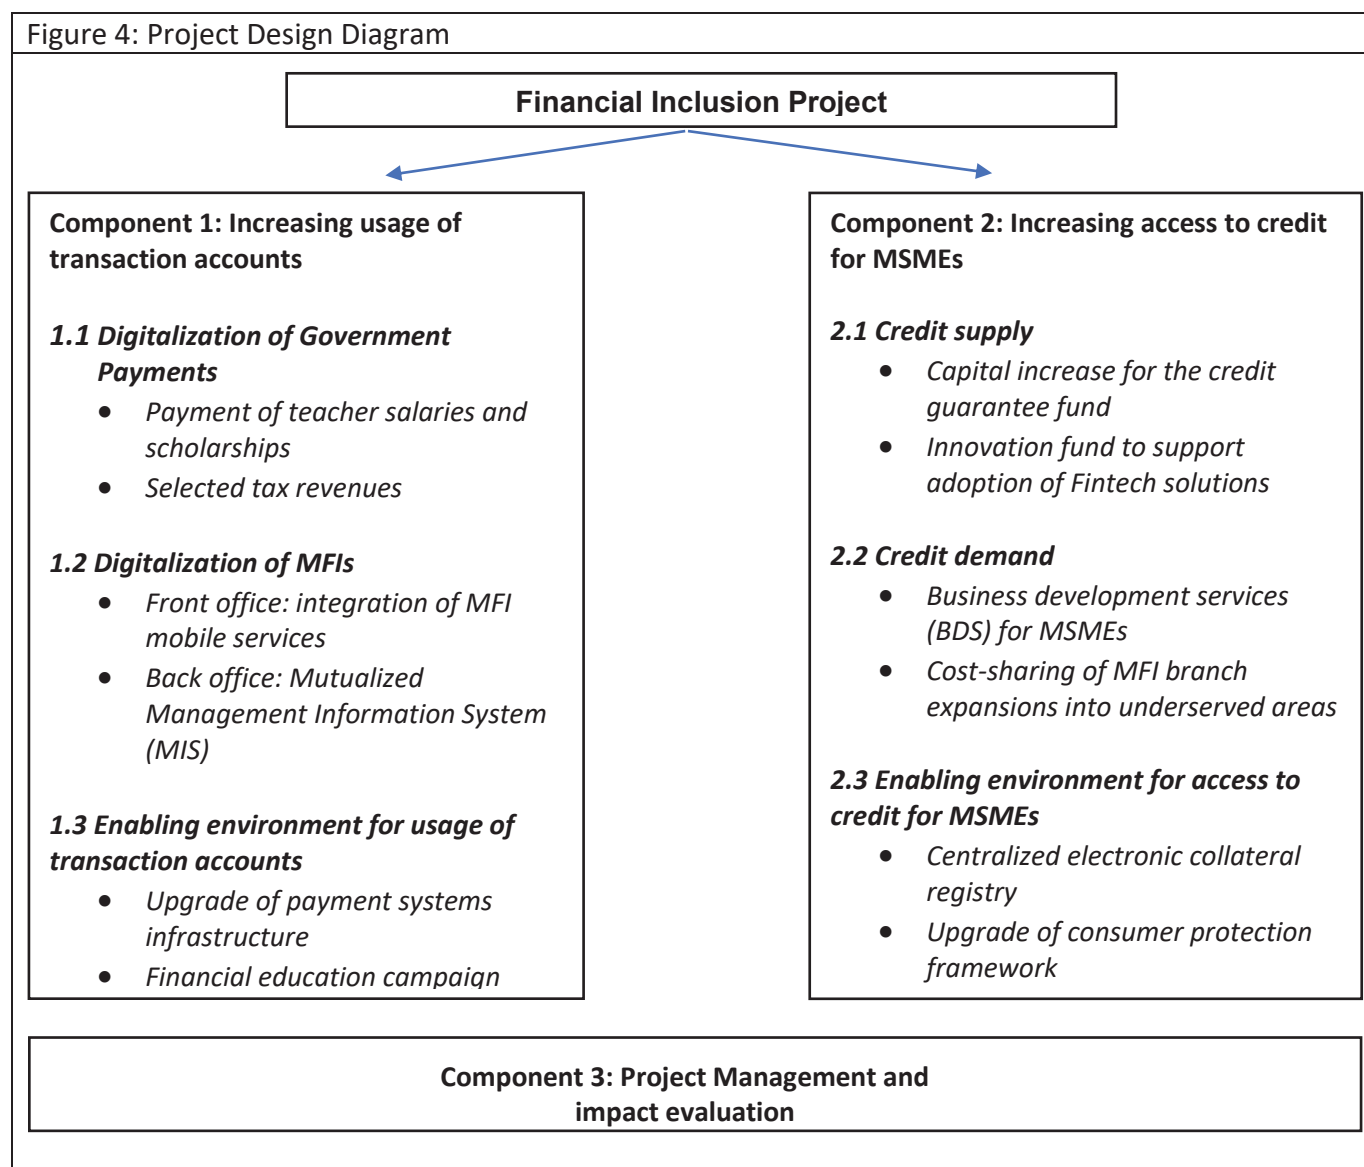 Figure 4: Project Design Diagram
Financial Inclusion Project
Component 1: Increasing usage of
transaction accounts
1.1 Digitalization of Government
Payments
• Payment of teacher salaries and
scholarships
• Selected tax revenues
1.2 Digitalization of MFIs
• Front office: integration of MFI
mobile services
• Back office: Mutualized
Management Information System
(MIS)
1.3 Enabling environment for usage of
transaction accounts
• Upgrade of payment systems
infrastructure
• Financial education campaign
Component 2: Increasing access to credit
for MSMEs
2.1 Credit supply
• Capital increase for the credit
guarantee fund
• Innovation fund to support
adoption of Fintech solutions
2.2 Credit demand
• Business development services
(BDS) for MSMEs
• Cost-sharing of MFI branch
expansions into underserved areas
2.3 Enabling environment for access to
credit for MSMEs
• Centralized electronic collateral
registry
• Upgrade of consumer protection
framework
Component 3: Project Management and
impact evaluation